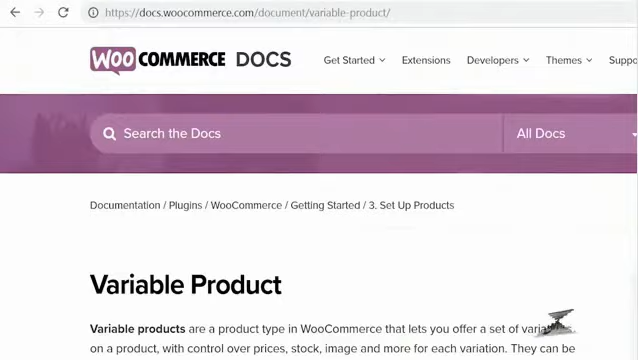 https://docs.woocommerce.com/document/variable-product/
WOO COMMERCE DOCS
Get Started Extensions Developers Themes
Search the Docs All Docs
Documentation / Plugins / WooCommerce / Getting Started / 3. Set Up Products
Variable Product
Variable products are a product type in WooCommerce that lets you offer a set of
on a product, with control over prices, stock, image and more for each variation. They can be